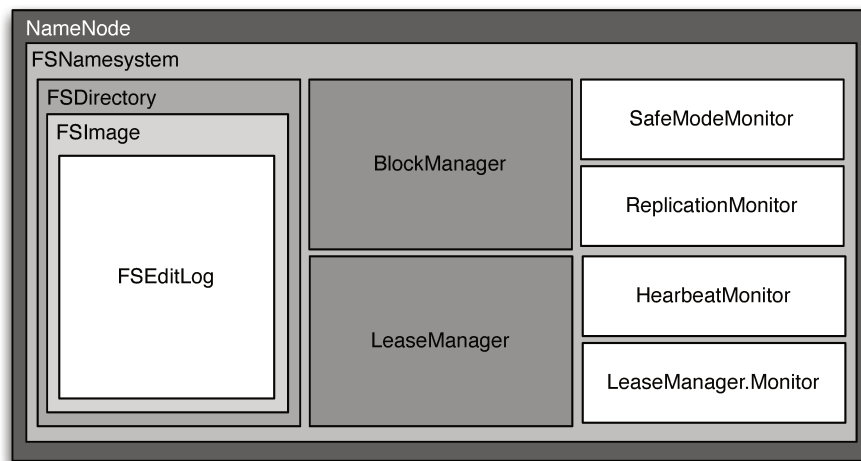 NameNode
FSNamesystem
FSDirectory
FSImage
FSEditLog
BlockManager
LeaseManager
SafeModeMonitor
ReplicationMonitor
HearbeatMonitor
LeaseManager.Monitor